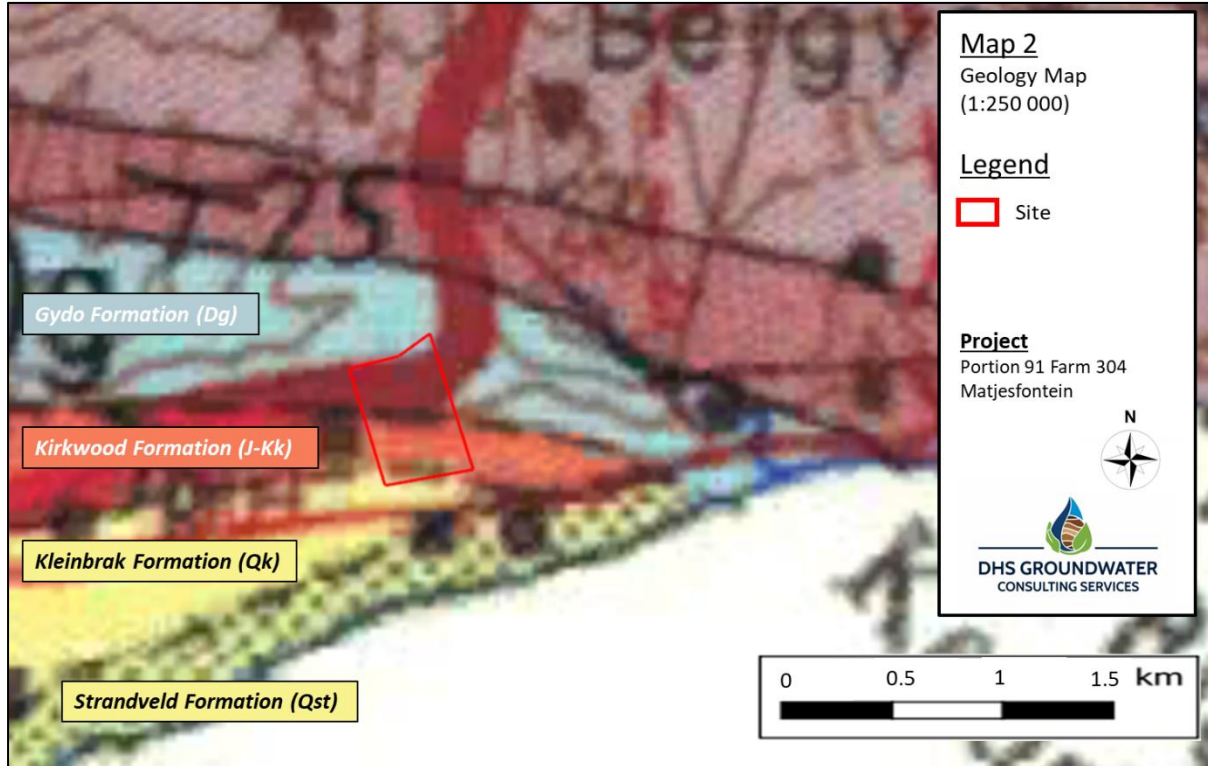 Bergv
T-25
g
Gydo Formation (Dg)
Kirkwood Formation (J-Kk)
Kleinbrak Formation (Qk)
Strandveld Formation (Qst)
Map 2
Geology Map
(1:250 000)
Legend
Site
Project
Portion 91 Farm 304
Matjesfontein
N
DHS GROUNDWATER
CONSULTING SERVICES
0 0.5 1 1.5 km